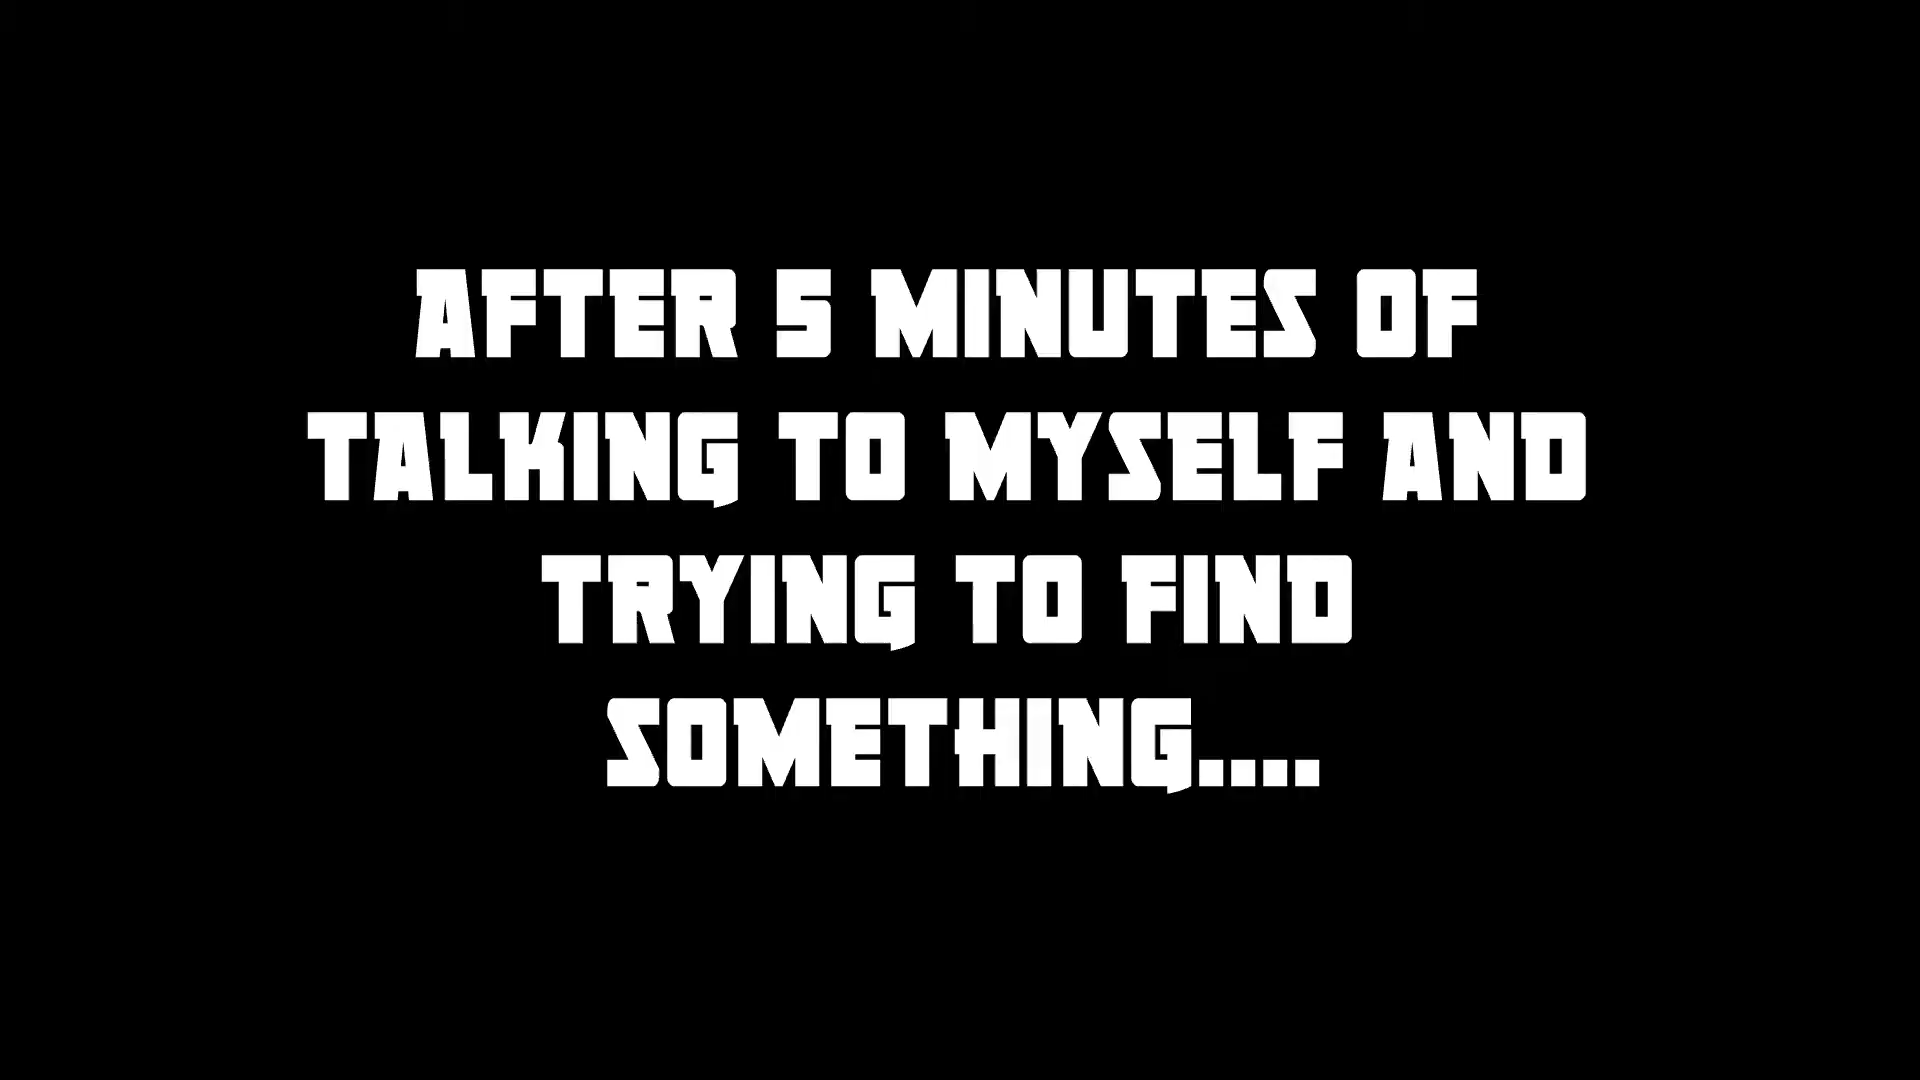 AFTER 5 MINUTES OF
TALKING TO MYSELF AND
TRYING TO FIND
SOMETHING....